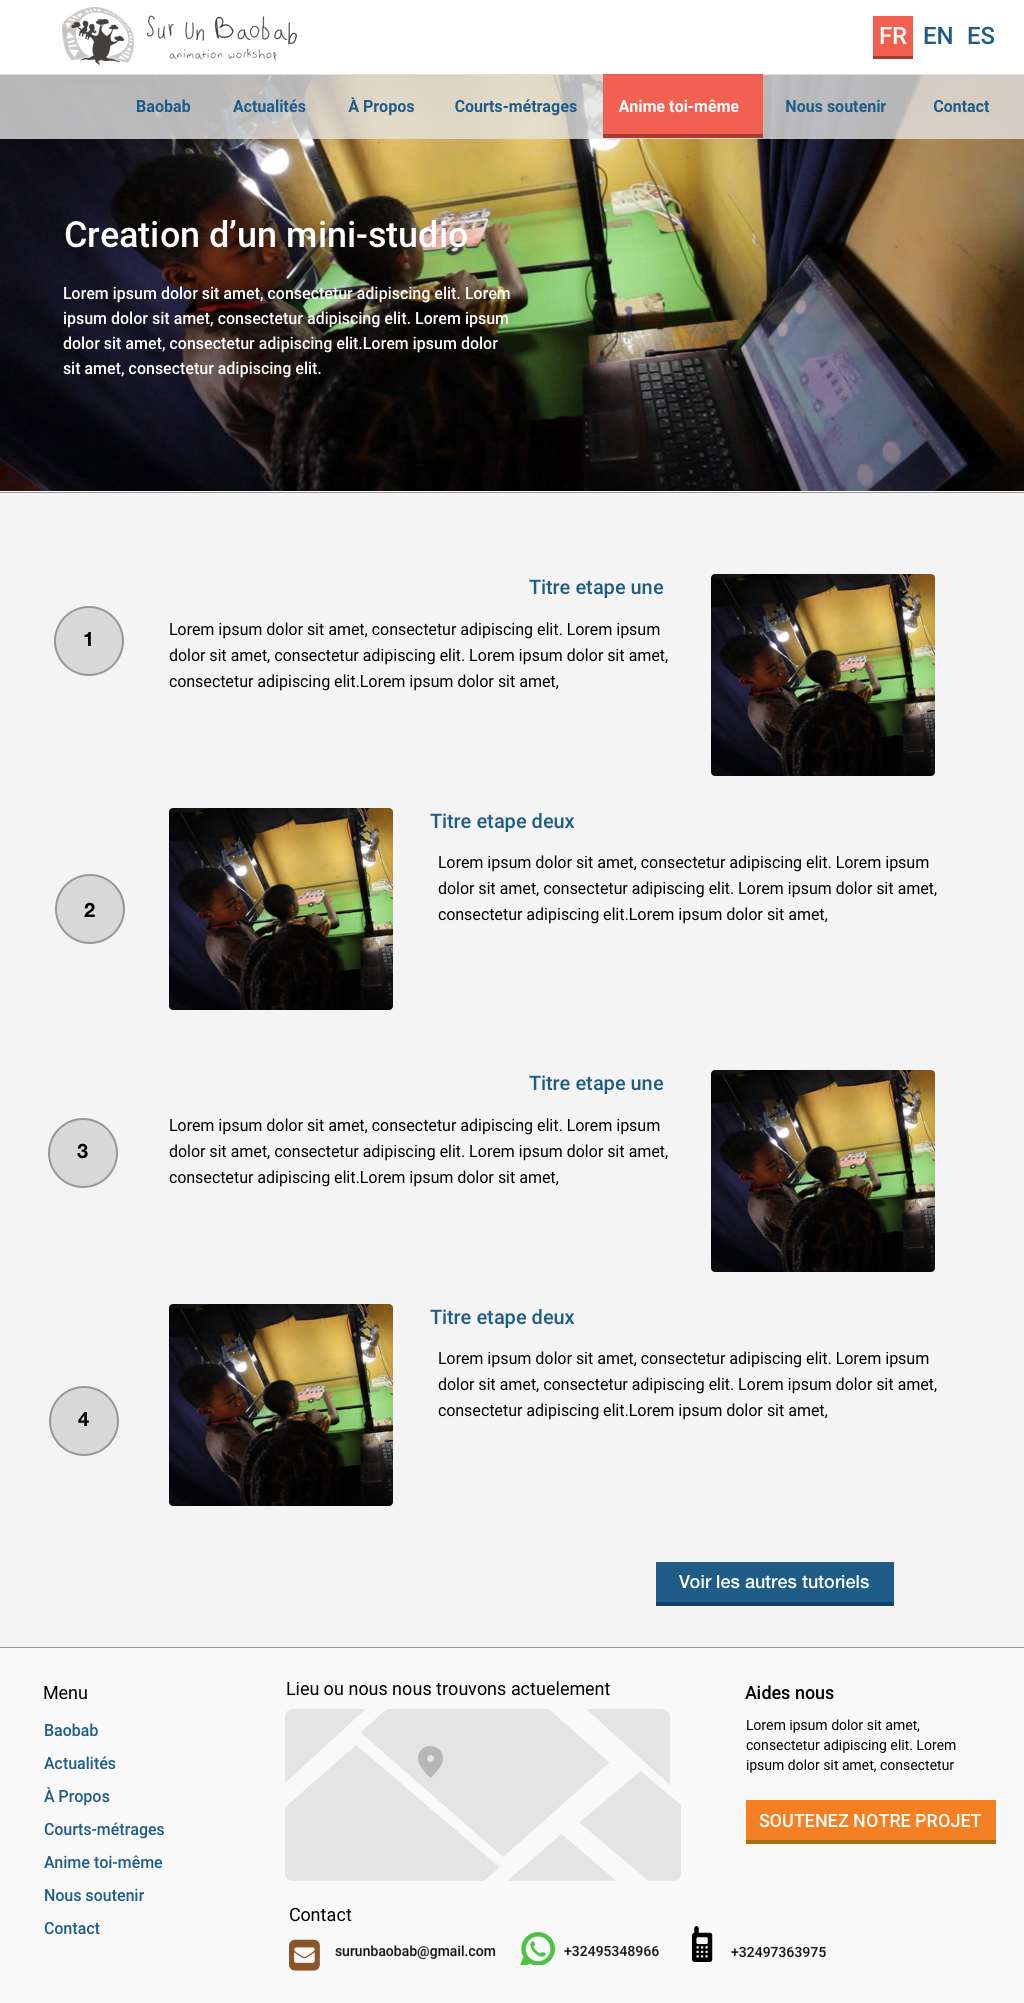 Sur Un Baobab
animation workshop
FR EN ES
Baobab Actualités À Propos Courts-métrages Anime toi-même Nous soutenir Contact
Creation d’un mini-studio
Lorem ipsum dolor sit amet, consectetur adipiscing elit. Lorem
ipsum dolor sit amet, consectetur adipiscing elit. Lorem ipsum
dolor sit amet, consectetur adipiscing elit.Lorem ipsum dolor
sit amet, consectetur adipiscing elit.
1
Titre etape une
Lorem ipsum dolor sit amet, consectetur adipiscing elit. Lorem ipsum
dolor sit amet, consectetur adipiscing elit. Lorem ipsum dolor sit amet,
consectetur adipiscing elit.Lorem ipsum dolor sit amet,
2
Titre etape deux
Lorem ipsum dolor sit amet, consectetur adipiscing elit. Lorem ipsum
dolor sit amet, consectetur adipiscing elit. Lorem ipsum dolor sit amet,
consectetur adipiscing elit.Lorem ipsum dolor sit amet,
3
Titre etape une
Lorem ipsum dolor sit amet, consectetur adipiscing elit. Lorem ipsum
dolor sit amet, consectetur adipiscing elit. Lorem ipsum dolor sit amet,
consectetur adipiscing elit.Lorem ipsum dolor sit amet,
4
Titre etape deux
Lorem ipsum dolor sit amet, consectetur adipiscing elit. Lorem ipsum
dolor sit amet, consectetur adipiscing elit. Lorem ipsum dolor sit amet,
consectetur adipiscing elit.Lorem ipsum dolor sit amet,
Voir les autres tutoriels
Menu
Baobab
Actualités
À Propos
Courts-métrages
Anime toi-même
Nous soutenir
Contact
Lieu ou nous nous trouvons actuelement
Contact
surunbaobab@gmail.com
+32495348966
+32497363975
Aides nous
Lorem ipsum dolor sit amet,
consectetur adipiscing elit. Lorem
ipsum dolor sit amet, consectetur
SOUTENEZ NOTRE PROJET